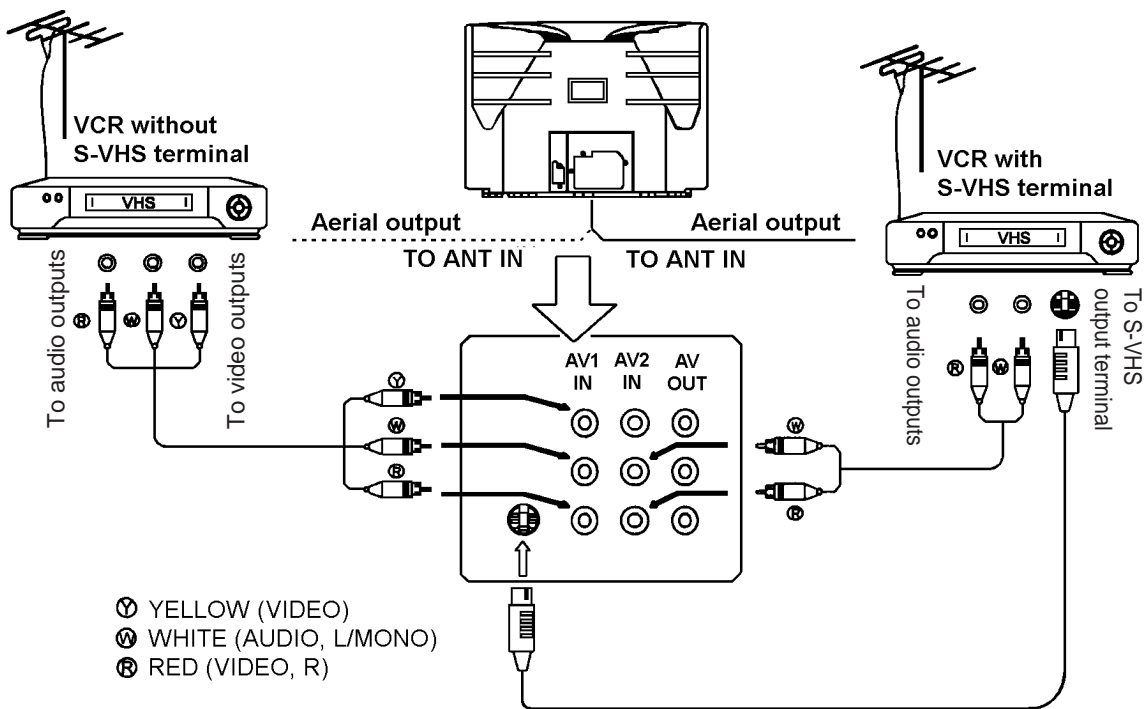 VCR without
S-VHS terminal
VHS
To audio outputs
To video outputs
R
W
Y
Aerial output
TO ANT IN
Aerial output
TO ANT IN
VCR with
S-VHS terminal
VHS
To audio outputs
To S-VHS
output terminal
R
W
AV1
IN
AV2
IN
AV
OUT
Y
W
R
W
R
Y YELLOW (VIDEO)
W WHITE (AUDIO, L/MONO)
R RED (VIDEO, R)